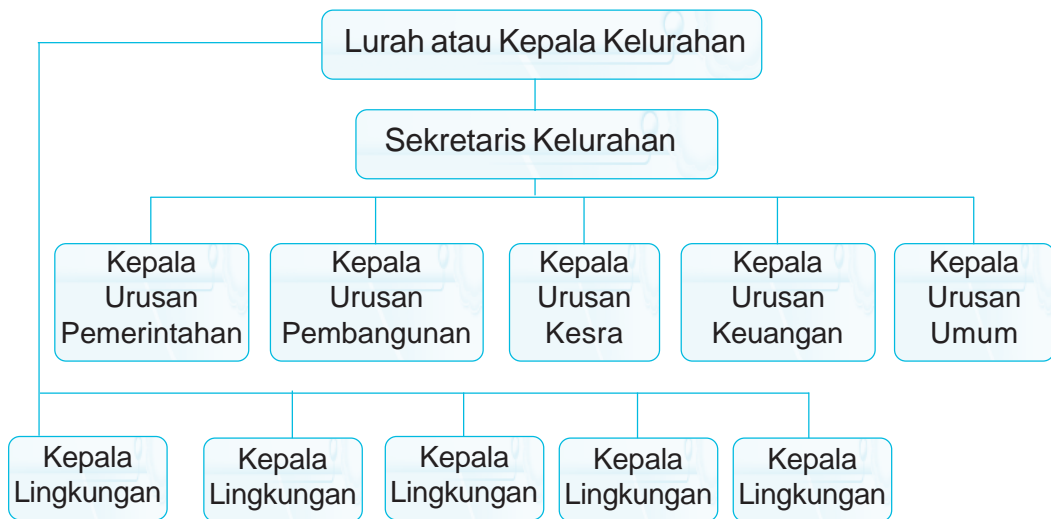 Lurah atau Kepala Kelurahan
Sekretaris Kelurahan
Kepala
Urusan
Pemerintahan
Kepala
Urusan
Pembangunan
Kepala
Urusan
Kesra
Kepala
Urusan
Keuangan
Kepala
Urusan
Umum
Kepala
Lingkungan
Kepala
Lingkungan
Kepala
Lingkungan
Kepala
Lingkungan
Kepala
Lingkungan